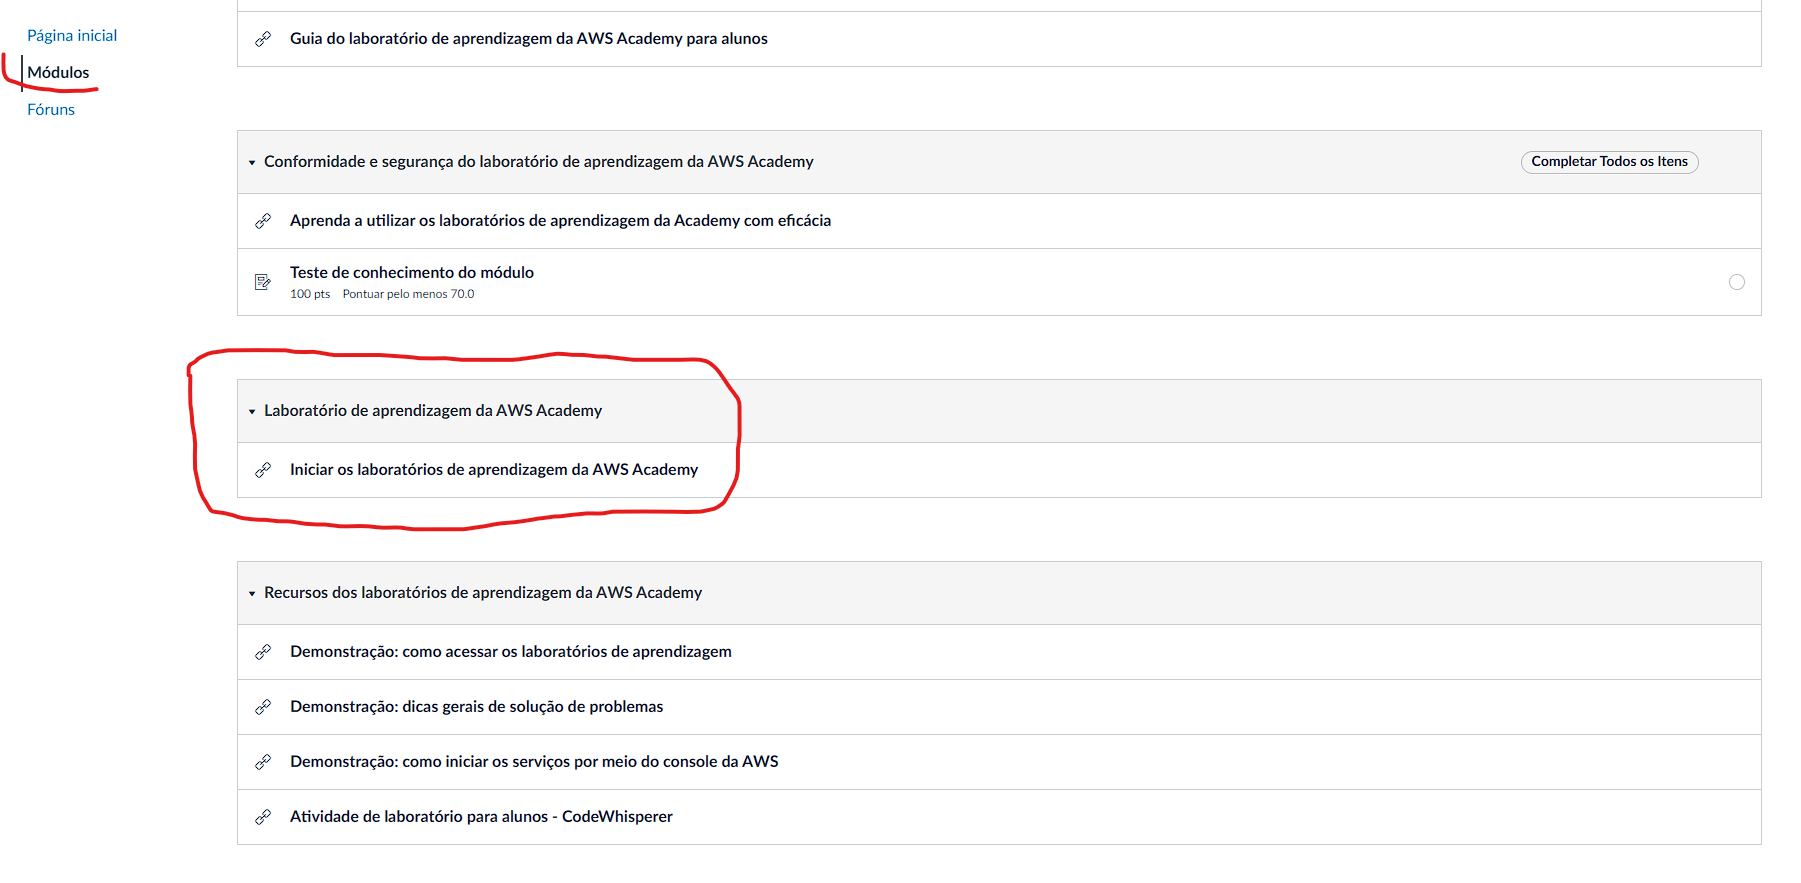 Página inicial
Módulos
Fóruns
Guia do laboratório de aprendizagem da AWS Academy para alunos
Conformidade e segurança do laboratório de aprendizagem da AWS Academy
Completar Todos os Itens
Aprenda a utilizar os laboratórios de aprendizagem da Academy com eficácia
Teste de conhecimento do módulo
100 pts Pontuar pelo menos 70.0
Laboratório de aprendizagem da AWS Academy
Iniciar os laboratórios de aprendizagem da AWS Academy
Recursos dos laboratórios de aprendizagem da AWS Academy
Demonstração: como acessar os laboratórios de aprendizagem
Demonstração: dicas gerais de solução de problemas
Demonstração: como iniciar os serviços por meio do console da AWS
Atividade de laboratório para alunos - CodeWhisperer